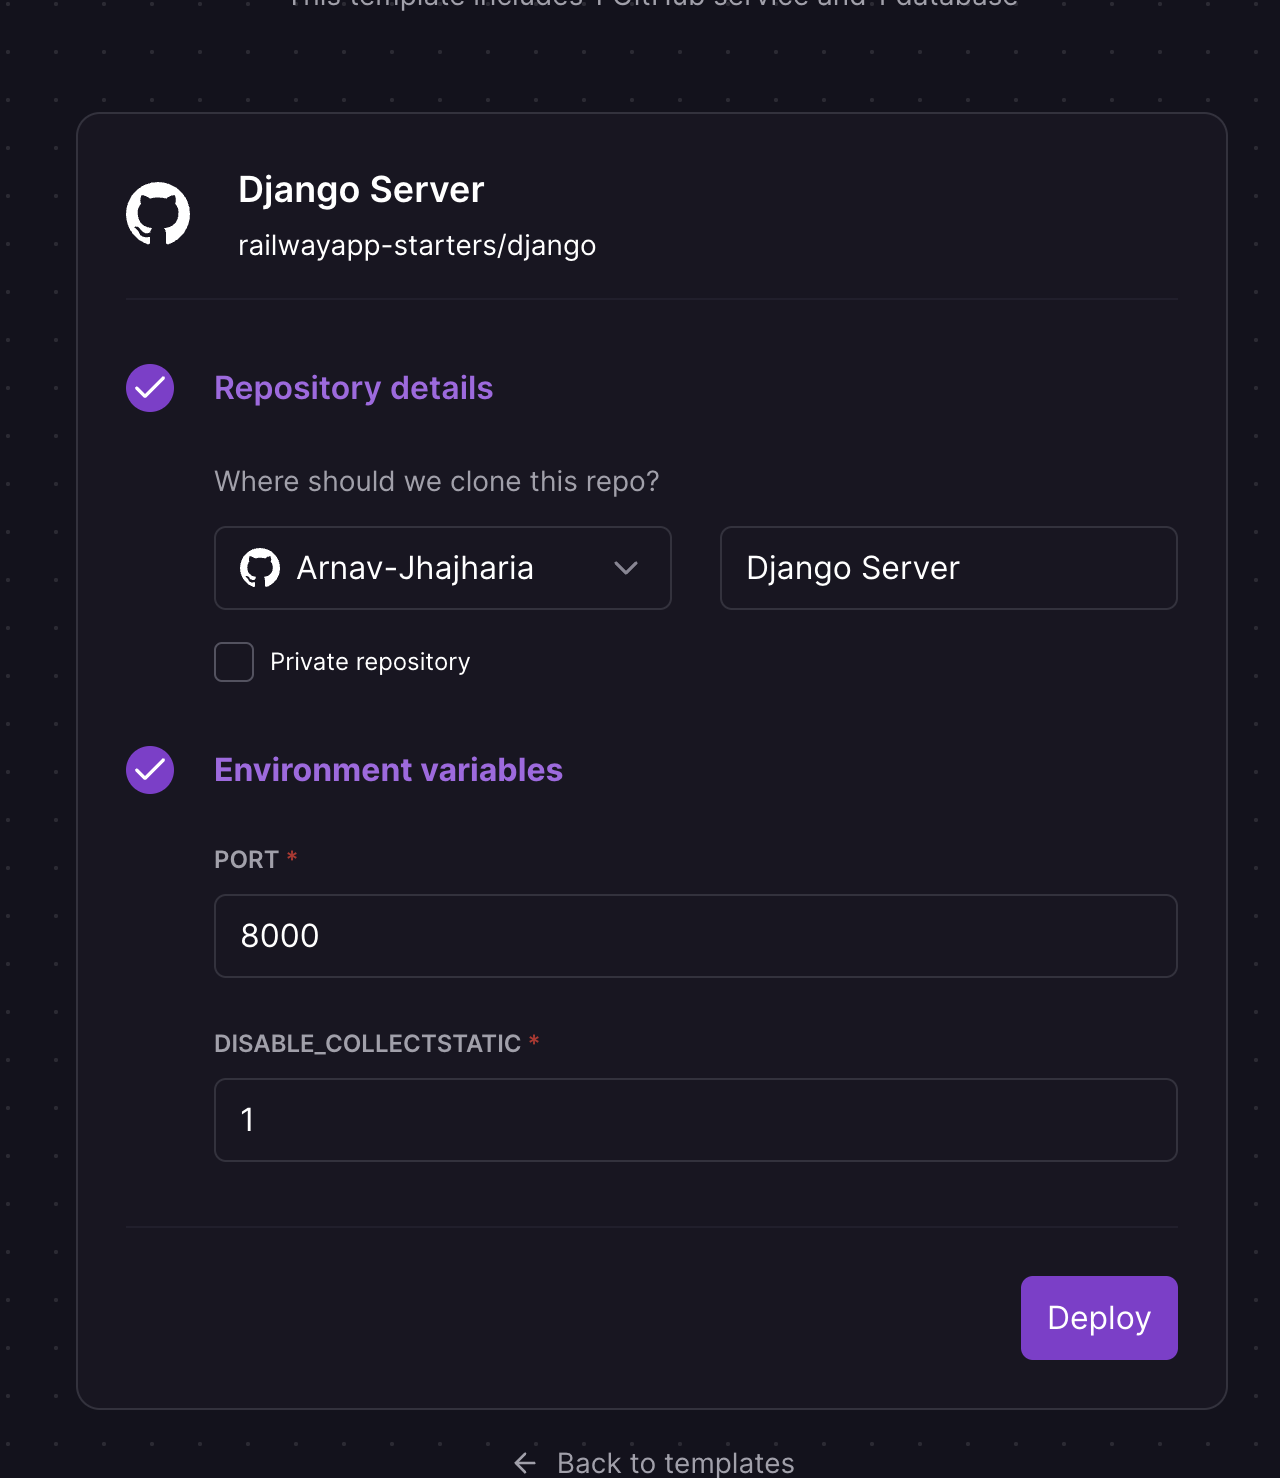 This template includes 1 GitHub service and 1 database
Django Server
railwayapp-starters/django
Repository details
Where should we clone this repo?
Arnav-Jhajharia
Django Server
Private repository
Environment variables
PORT *
8000
DISABLE_COLLECTSTATIC *
1
Deploy
← Back to templates